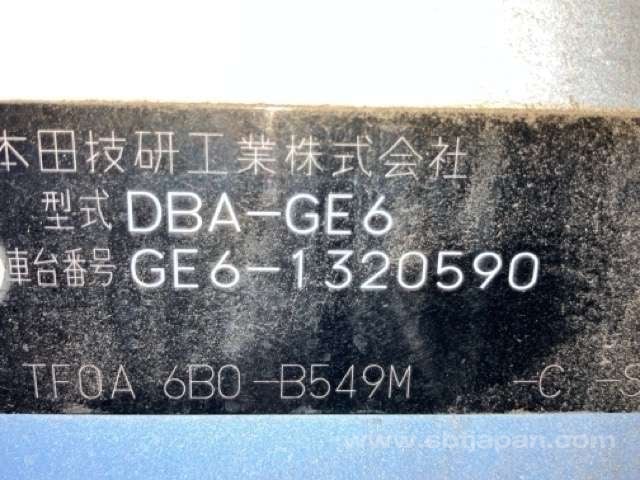 本田技研工業株式会社
型式 DBA-GE6
車台番号 GE6-1320590
TF0A 6B0-B549M -C -S
www.sbtjapan.com